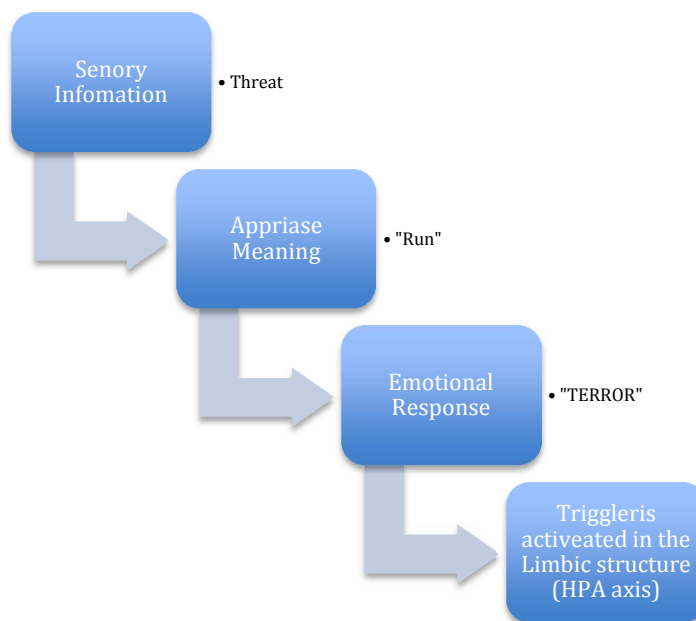 Senory
Infomation
• Threat
Appriase
Meaning
• "Run"
Emotional
Response
• "TERROR"
Triggleris
activeated in the
Limbic structure
(HPA axis)